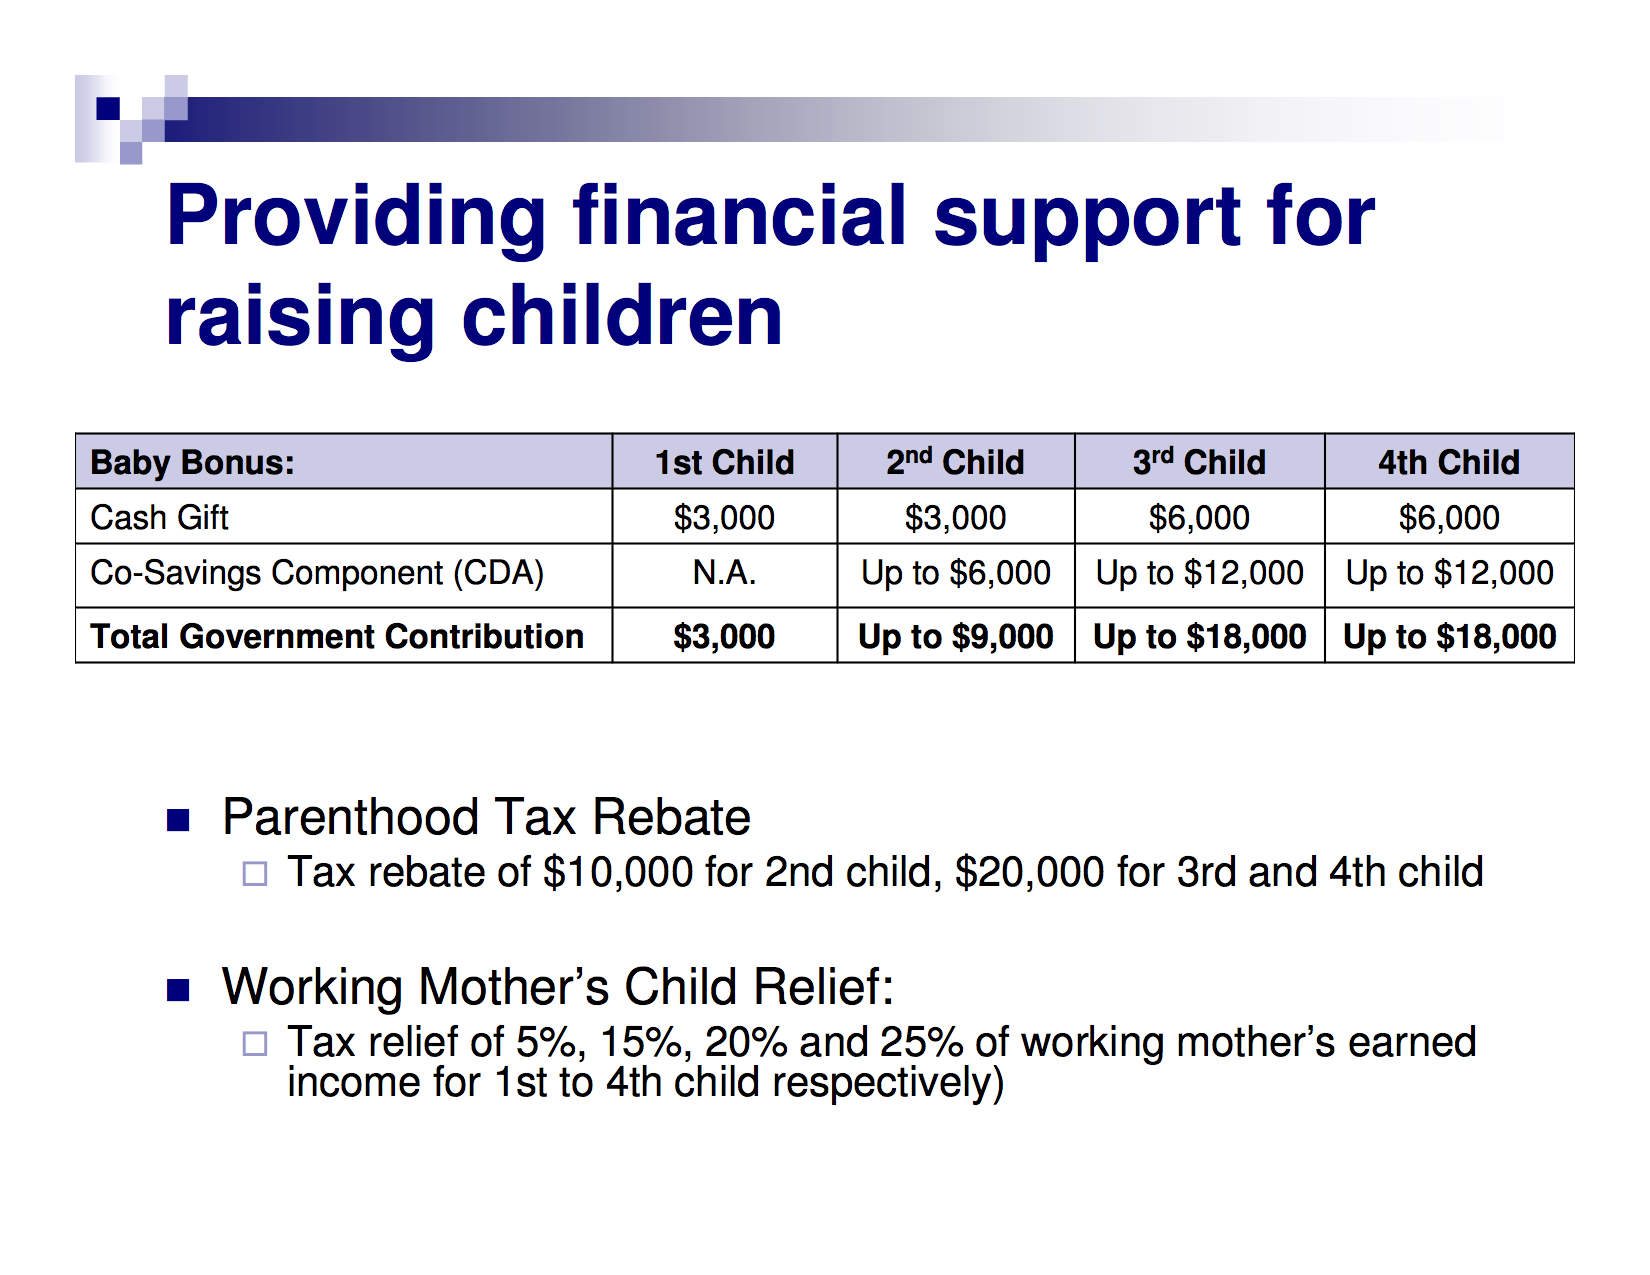 Providing financial support for
raising children
Baby Bonus: 1st Child 2nd Child 3rd Child 4th Child
Cash Gift $3,000 $3,000 $6,000 $6,000
Co-Savings Component (CDA) N.A. Up to $6,000 Up to $12,000 Up to $12,000
Total Government Contribution $3,000 Up to $9,000 Up to $18,000 Up to $18,000
Parenthood Tax Rebate
Tax rebate of $10,000 for 2nd child, $20,000 for 3rd and 4th child
Working Mother’s Child Relief:
Tax relief of 5%, 15%, 20% and 25% of working mother’s earned
income for 1st to 4th child respectively)